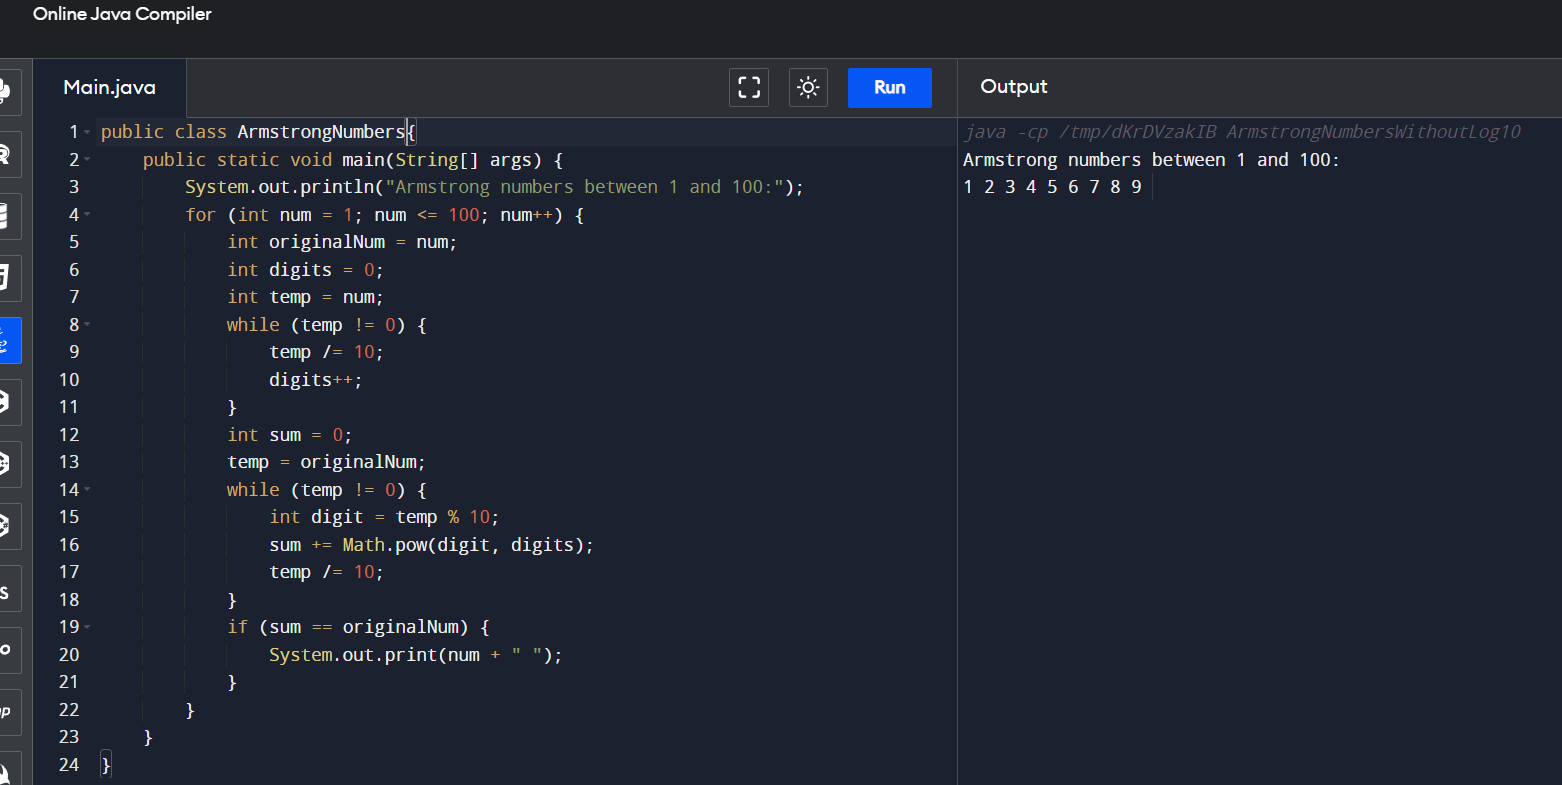 Online Java Compiler
Main.java
Run
Output
1 public class ArmstrongNumbers{
2     public static void main(String[] args) {
3         System.out.println("Armstrong numbers between 1 and 100:");
4         for (int num = 1; num <= 100; num++) {
5             int originalNum = num;
6             int digits = 0;
7             int temp = num;
8             while (temp != 0) {
9                 temp /= 10;
10                 digits++;
11             }
12             int sum = 0;
13             temp = originalNum;
14             while (temp != 0) {
15                 int digit = temp % 10;
16                 sum += Math.pow(digit, digits);
17                 temp /= 10;
18             }
19             if (sum == originalNum) {
20                 System.out.print(num + " ");
21             }
22         }
23     }
24 }
java -cp /tmp/dKrDVzakIB ArmstrongNumbersWithoutLog10
Armstrong numbers between 1 and 100:
1 2 3 4 5 6 7 8 9